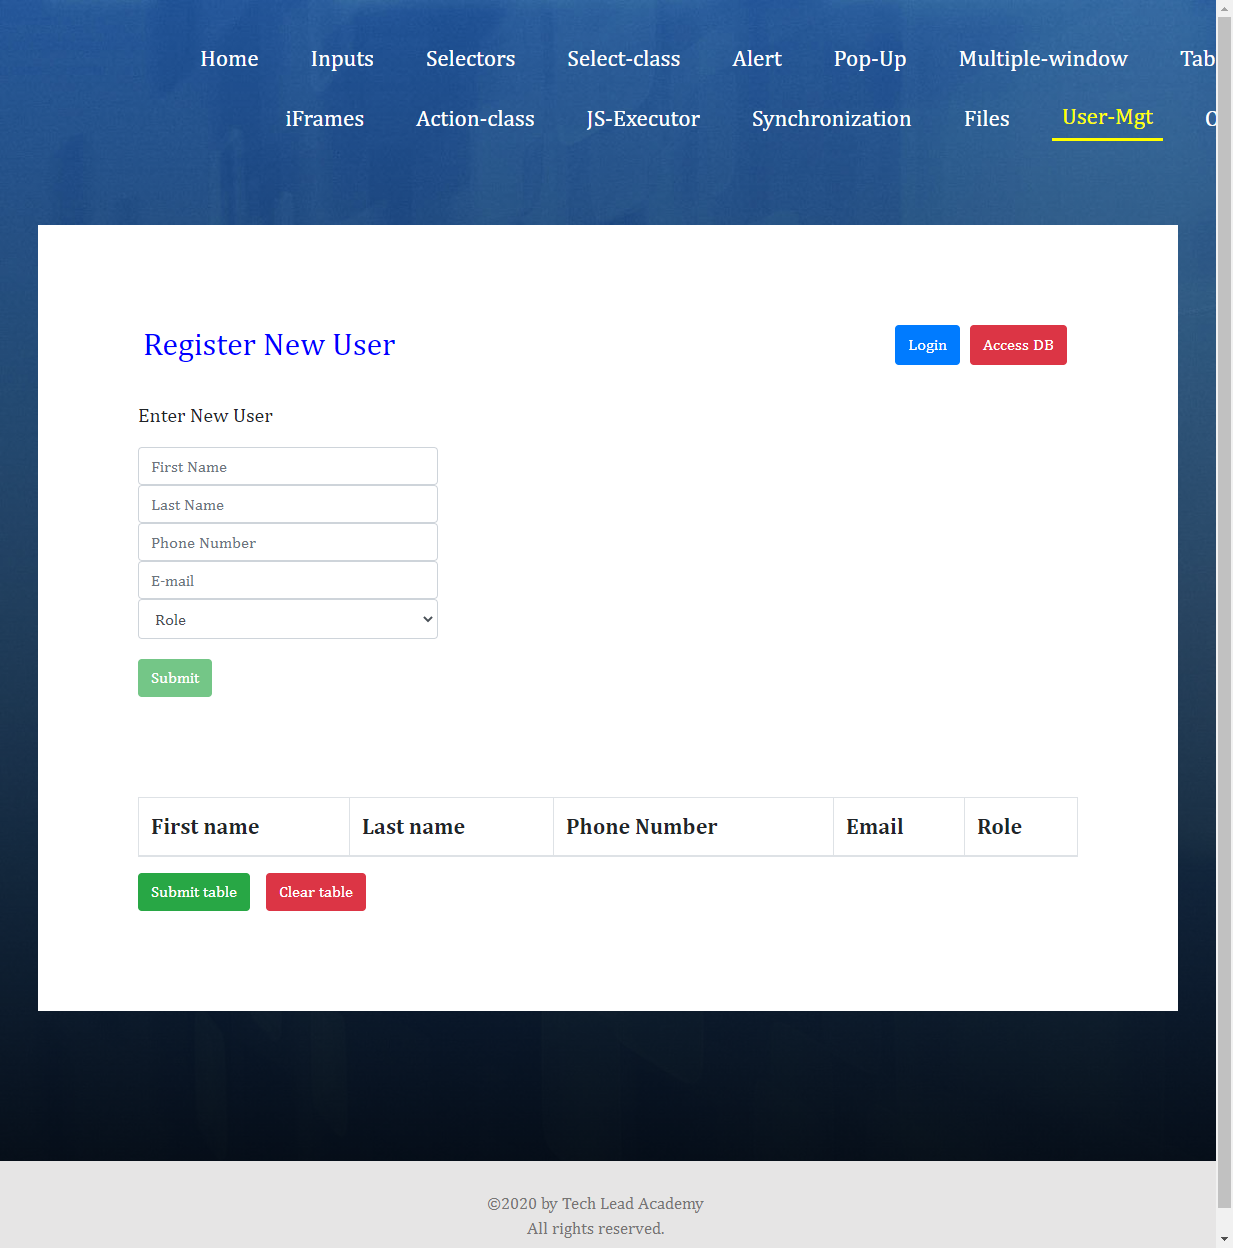 Home Inputs Selectors Select-class Alert Pop-Up Multiple-window Tab
iFrames Action-class JS-Executor Synchronization Files User-Mgt
Register New User Login Access DB
Enter New User
First Name
Last Name
Phone Number
E-mail
Role
Submit
First name Last name Phone Number Email Role
Submit table Clear table
©2020 by Tech Lead Academy
All rights reserved.